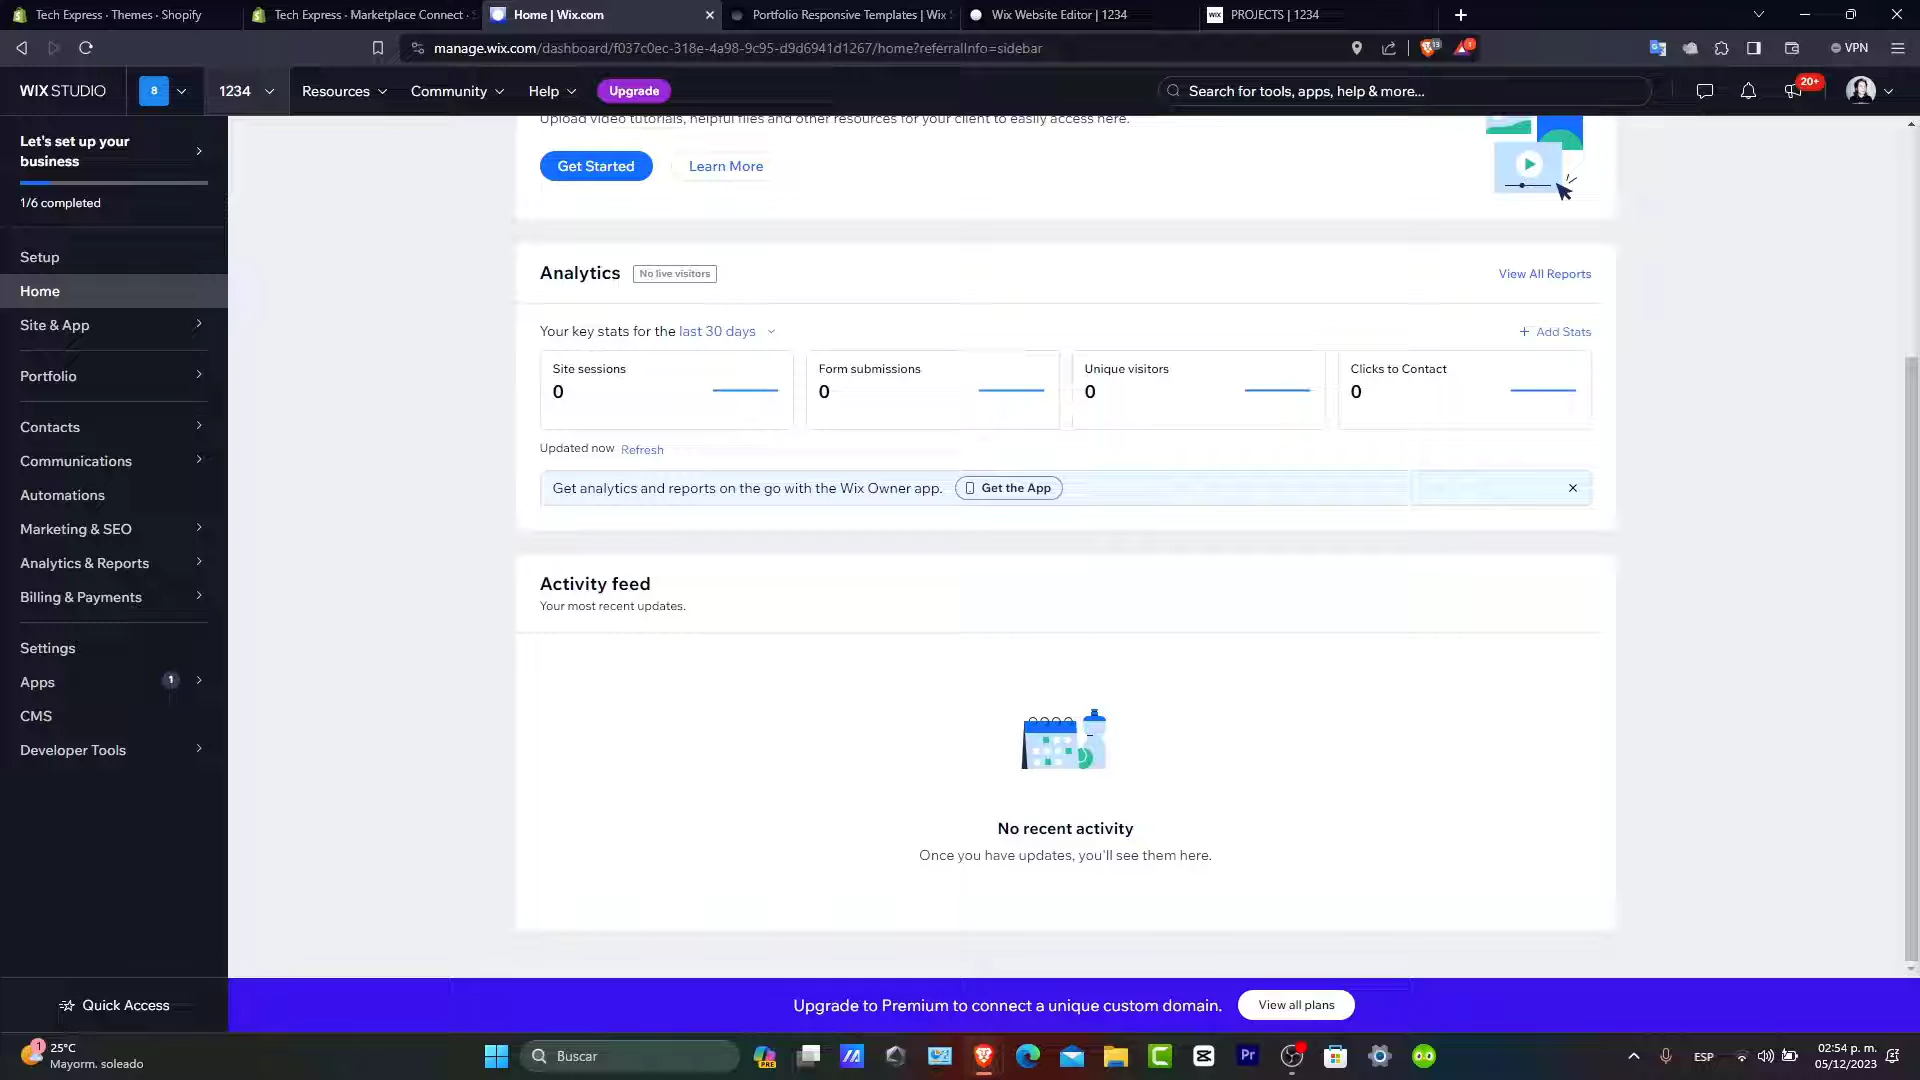 Tech Express · Themes · Shopify
Tech Express · Marketplace Connect ·
Home | Wix.com
Portfolio Responsive Templates | Wix
Wix Website Editor | 1234
WIX PROJECTS | 1234
manage.wix.com/dashboard/f037c0ec-318e-4a98-9c95-d9d6941d1267/home?referralInfo=sidebar
13
1
VPN
WIX STUDIO
8
1234
Resources
Community
Help
Upgrade
Search for tools, apps, help & more...
20+
Let's set up your
business
1/6 completed
Setup
Home
Site & App
Portfolio
Contacts
Communications
Automations
Marketing & SEO
Analytics & Reports
Billing & Payments
Settings
Apps
1
CMS
Developer Tools
Quick Access
Upload video tutorials, helpful files and other resources for your client to easily access here.
Get Started
Learn More
Analytics
No live visitors
View All Reports
Your key stats for the last 30 days
+ Add Stats
Site sessions
0
Form submissions
0
Unique visitors
0
Clicks to Contact
0
Updated now Refresh
Get analytics and reports on the go with the Wix Owner app. Get the App
Activity feed
Your most recent updates.
No recent activity
Once you have updates, you'll see them here.
Upgrade to Premium to connect a unique custom domain. View all plans
1
25°C
Mayorm. soleado
Buscar
PRE
Pr
ESP
02:54 p. m.
05/12/2023